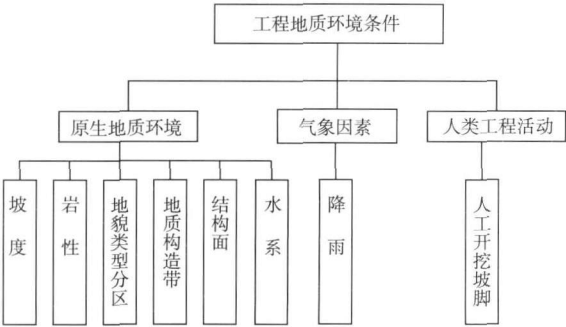 工程地质环境条件
原生地质环境
气象因素
人类工程活动
坡度
岩性
地貌类型分区
地质构造带
结构面
水系
降雨
人工开挖坡脚